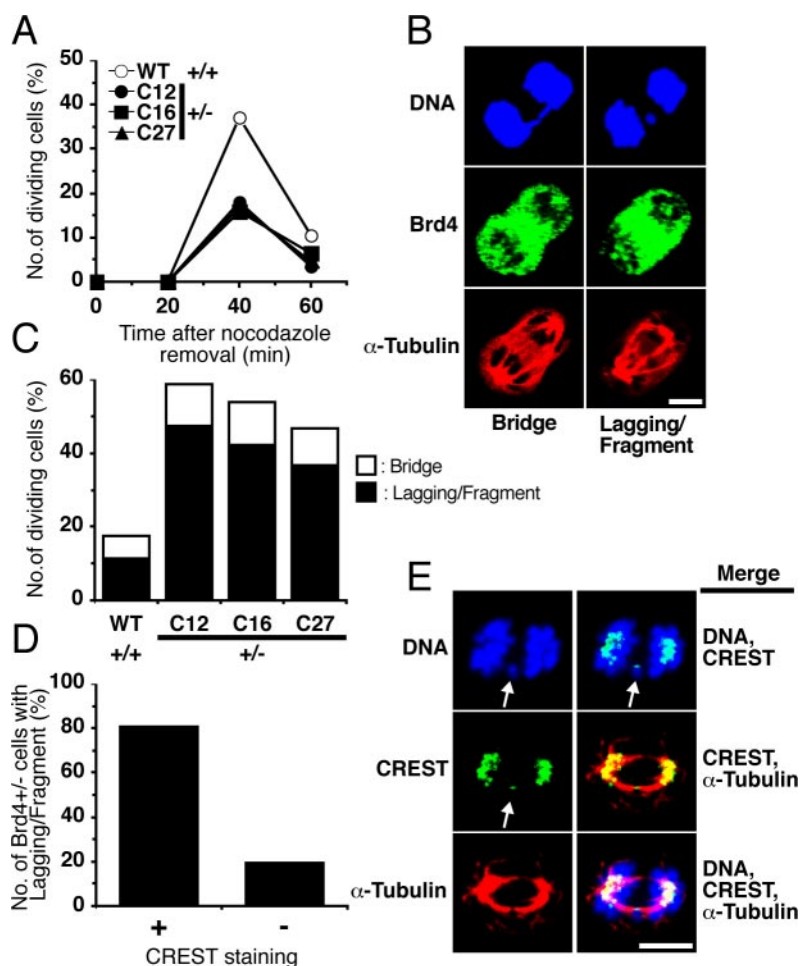 A
No.of dividing cells (%)
50
40
30
20
10
0
WT +/+
C12
C16 +/-
C27
0 20 40 60
Time after nocodazole
removal (min)
B
DNA
Brd4
α-Tubulin
Bridge
Lagging/
Fragment
C
No.of dividing cells (%)
60
40
20
0
: Bridge
: Lagging/Fragment
WT C12 C16 C27
+/+ +/-
D
No. of Brd4+/- cells with
Lagging/Fragment (%)
100
80
60
40
20
0
+ -
CREST staining
E
Merge
DNA
DNA,
CREST
CREST
CREST,
α-Tubulin
α-Tubulin
DNA,
CREST,
α-Tubulin